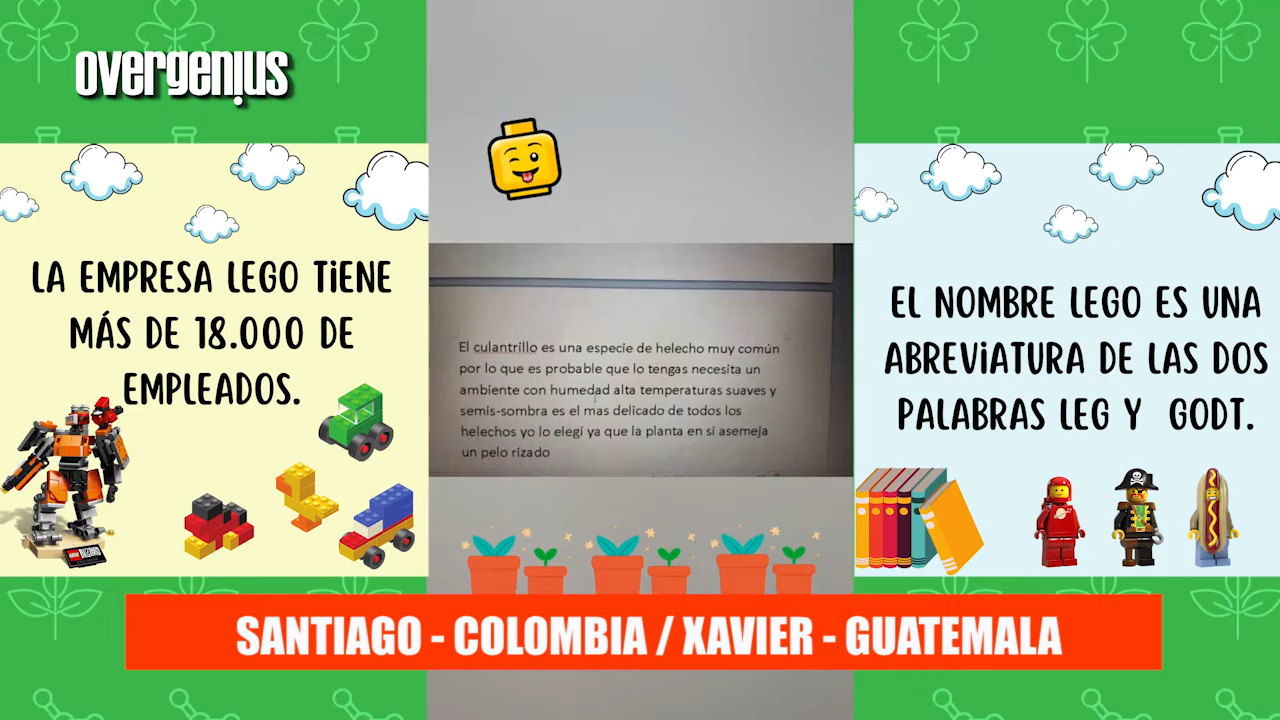 overgenius
LA EMPRESA LEGO TIENE
MÁS DE 18.000 DE
EMPLEADOS.
El culantrillo es una especie de helecho muy común
por lo que es probable que lo tengas necesita un
ambiente con humedad alta temperaturas suaves y
semis-sombra es el mas delicado de todos los
helechos yo lo elegí ya que la planta en si asemeja
un pelo rizado
EL NOMBRE LEGO ES UNA
ABREVIATURA DE LAS DOS
PALABRAS LEG Y GODT.
SANTIAGO - COLOMBIA / XAVIER - GUATEMALA